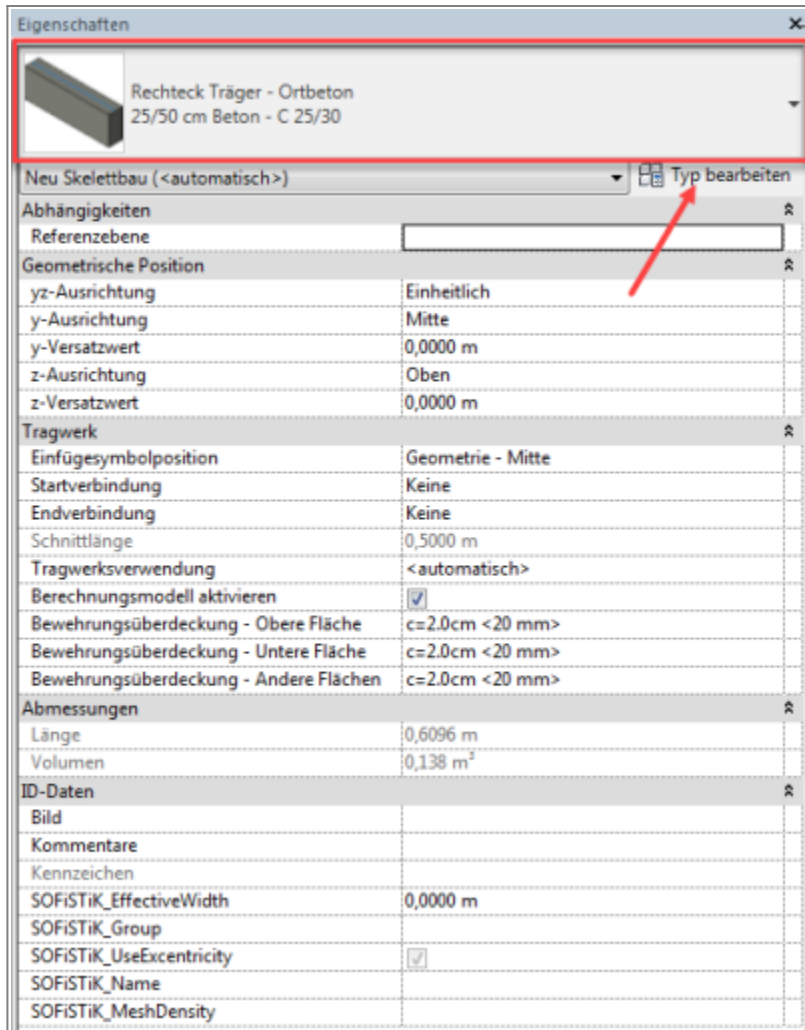 Eigenschaften
Rechteck Träger - Ortbeton
25/50 cm Beton - C 25/30
Neu Skelettbau (<automatisch>) Typ bearbeiten
Abhängigkeiten
Referenzebene
Geometrische Position
yz-Ausrichtung Einheitlich
y-Ausrichtung Mitte
y-Versatzwert 0,0000 m
z-Ausrichtung Oben
z-Versatzwert 0,0000 m
Tragwerk
Einfügesymbolposition Geometrie - Mitte
Startverbindung Keine
Endverbindung Keine
Schnittlänge 0,5000 m
Tragwerksverwendung <automatisch>
Berechnungsmodell aktivieren
Bewehrungsüberdeckung - Obere Fläche c=2.0cm <20 mm>
Bewehrungsüberdeckung - Untere Fläche c=2.0cm <20 mm>
Bewehrungsüberdeckung - Andere Flächen c=2.0cm <20 mm>
Abmessungen
Länge 0,6096 m
Volumen 0,138 m³
ID-Daten
Bild
Kommentare
Kennzeichen
SOFiSTiK_EffectiveWidth 0,0000 m
SOFiSTiK_Group
SOFiSTiK_UseExcentricity
SOFiSTiK_Name
SOFiSTiK_MeshDensity